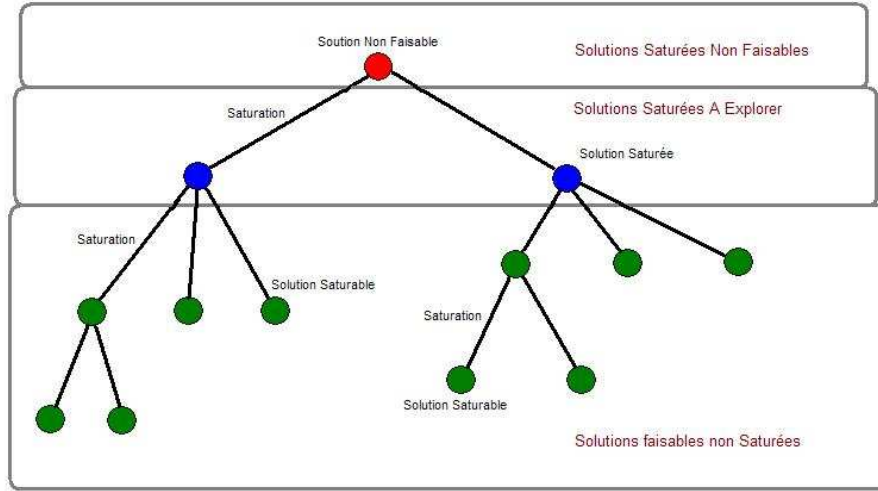 Soution Non Faisable
Solutions Saturées Non Faisables
Saturation
Solutions Saturées A Explorer
Solution Saturée
Saturation
Solution Saturable
Saturation
Solution Saturable
Solutions faisables non Saturées